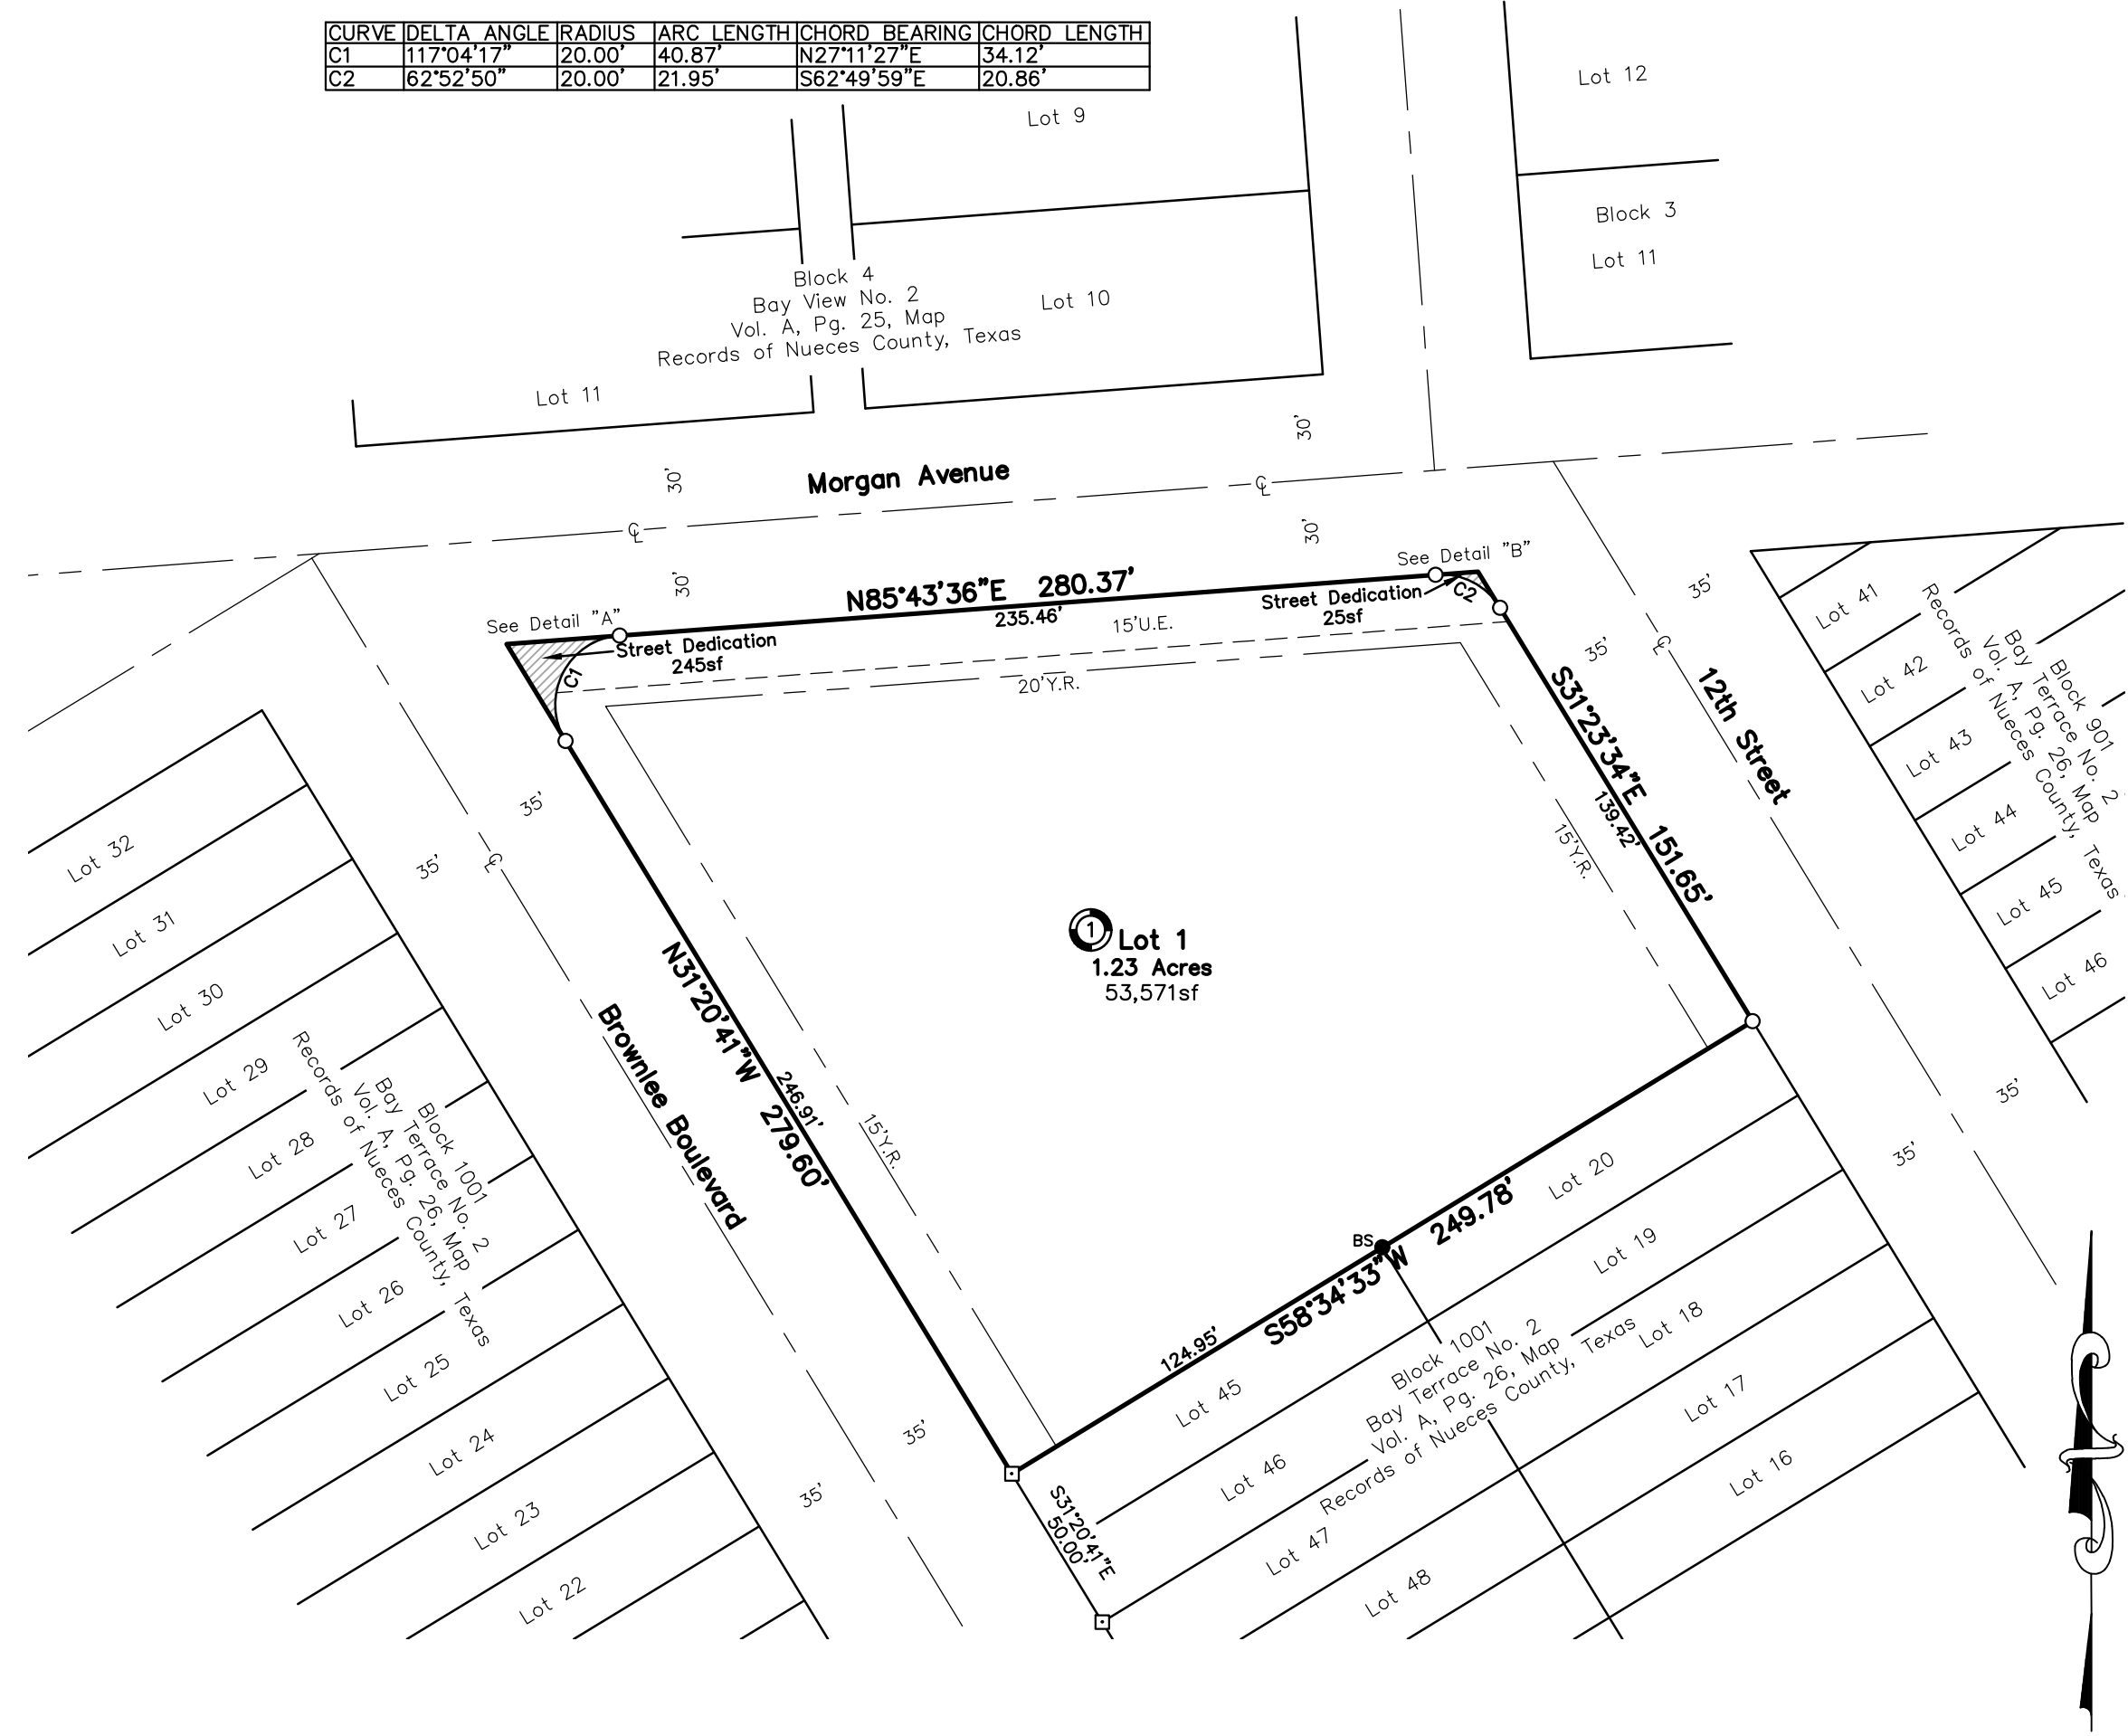 CURVE DELTA ANGLE RADIUS ARC LENGTH CHORD BEARING CHORD LENGTH
C1 117°04'17" 20.00' 40.87' N27°11'27"E 34.12'
C2 62°52'50" 20.00' 21.95' S62°49'59"E 20.86'
Lot 9
Lot 12
Block 3
Lot 11
Block 4
Bay View No. 2
Vol. A, Pg. 25, Map
Records of Nueces County, Texas
Lot 10
Lot 11
30'
30'
Morgan Avenue
℄
℄
30'
30'
See Detail "A"
See Detail "B"
N85°43'36"E 280.37'
235.46'
15'U.E.
20'Y.R.
Street Dedication
245sf
C1
Street Dedication
25sf
C2
35'
35'
℄
12th Street
S31°23'34"E 151.65'
139.42'
15'Y.R.
Lot 41
Lot 42
Lot 43
Lot 44
Lot 45
Lot 46
Block 901
Bay Terrace No. 2
Vol. A, Pg. 26, Map
Records of Nueces County, Texas
35'
35'
℄
Lot 32
Lot 31
Lot 30
Lot 29
Lot 28
Lot 27
Lot 26
Lot 25
Lot 24
Lot 23
Lot 22
Block 1001
Bay Terrace No. 2
Vol. A, Pg. 26, Map
Records of Nueces County, Texas
Brownlee Boulevard
N31°20'41"W 279.60'
246.91'
15'Y.R.
1
Lot 1
1.23 Acres
53,571sf
35'
35'
BS
S58°34'33"W 249.78'
124.95'
Lot 20
Lot 19
Lot 18
Lot 17
Lot 16
Block 1001
Bay Terrace No. 2
Vol. A, Pg. 26, Map
Records of Nueces County, Texas
Lot 45
Lot 46
Lot 47
Lot 48
35'
35'
S31°20'41"E
50.00'